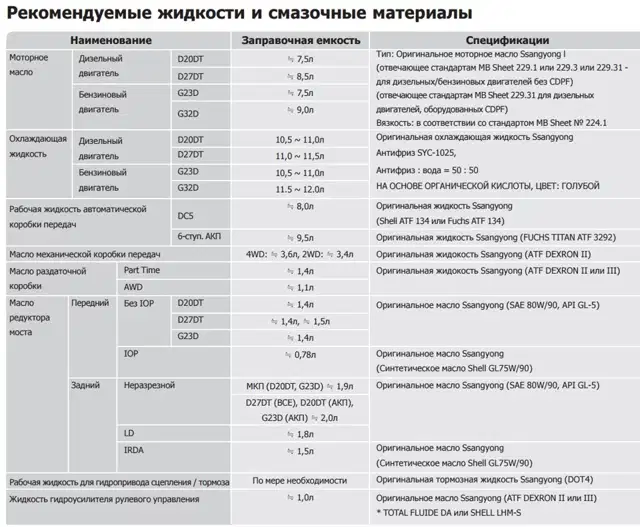 Рекомендуемые жидкости и смазочные материалы
Наименование Заправочная емкость Спецификации
Моторное масло Дизельный двигатель D20DT ≒ 7,5л
D27DT ≒ 8,5л
Бензиновый двигатель G23D ≒ 7,5л
G32D ≒ 9,0л
Тип: Оригинальное моторное масло Ssangyong l
(отвечающее стандартам MB Sheet 229.1 или 229.3 или 229.31 -
для дизельных/бензиновых двигателей без CDPF)
(отвечающее стандартам MB Sheet 229.31 для дизельных
двигателей, оборудованных CDPF)
Вязкость: в соответствии со стандартом MB Sheet № 224.1
Охлаждающая жидкость Дизельный двигатель D20DT 10,5 ~ 11,0л
D27DT 11,0 ~ 11,5л
Бензиновый двигатель G23D 10,5 ~ 11,0л
G32D 11.5 ~ 12.0л
Оригинальная охлаждающая жидкость Ssangyong
Антифриз SYC-1025,
Антифриз : вода = 50 : 50
НА ОСНОВЕ ОРГАНИЧЕСКОЙ КИСЛОТЫ, ЦВЕТ: ГОЛУБОЙ
Рабочая жидкость автоматической коробки передач DC5 ≒ 8,0л Оригинальная жидкость Ssangyong
(Shell ATF 134 или Fuchs ATF 134)
6-ступ. АКП ≒ 9,5л Оригинальная жидкость Ssangyong (FUCHS TITAN ATF 3292)
Масло механической коробки передач 4WD: ≒ 3,6л, 2WD: ≒ 3,4л Оригинальная жидокость Ssangyong (ATF DEXRON II)
Масло раздаточной коробки Part Time ≒ 1,4л Оригинальная жидкость Ssangyong (ATF DEXRON II или III)
AWD ≒ 1,1л
Масло редуктора моста Передний Без IOP D20DT ≒ 1,4л Оригинальное масло Ssangyong (SAE 80W/90, API GL-5)
D27DT ≒ 1,4л, ≒ 1,5л
G23D ≒ 1,4л
IOP ≒ 0,78л Оригинальное масло Ssangyong
(Синтетическое масло Shell GL75W/90)
Задний Неразрезной МКП (D20DT, G23D) ≒ 1,9л Оригинальное масло Ssangyong (SAE 80W/90, API GL-5)
D27DT (ВСЕ), D20DT (АКП),
G23D (АКП) ≒ 2,0л
LD ≒ 1,8л
IRDA ≒ 1,5л Оригинальное масло Ssangyong
(Синтетическое масло Shell GL75W/90)
Рабочая жидкость для гидропривода сцепления / тормоза По мере необходимости Оригинальная тормозная жидкость Ssangyong (DOT4)
Жидкость гидроусилителя рулевого управления ≒ 1,0л Оригинальное масло Ssangyong (ATF DEXRON II или III)
* TOTAL FLUIDE DA или SHELL LHM-S